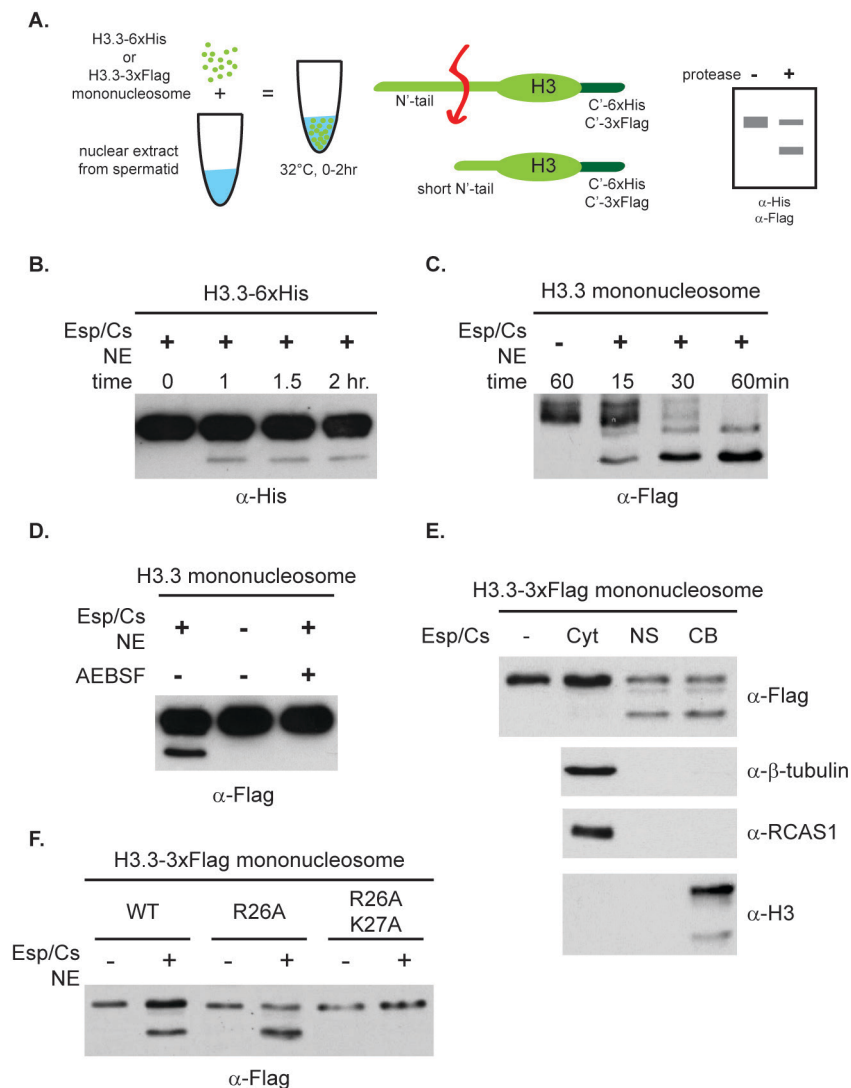 A.
H3.3-6xHis
or
H3.3-3xFlag
mononucleosome
+
=
nuclear extract
from spermatid
32°C, 0-2hr
N'-tail
H3
C'-6xHis
C'-3xFlag
short N'-tail
H3
C'-6xHis
C'-3xFlag
protease - +
α-His
α-Flag
B.
H3.3-6xHis
Esp/Cs + + + +
NE
time 0 1 1.5 2 hr.
α-His
C.
H3.3 mononucleosome
Esp/Cs - + + +
NE
time 60 15 30 60min
α-Flag
D.
H3.3 mononucleosome
Esp/Cs + - +
NE
AEBSF - - +
α-Flag
E.
H3.3-3xFlag mononucleosome
Esp/Cs - Cyt NS CB
α-Flag
α-β-tubulin
α-RCAS1
α-H3
F.
H3.3-3xFlag mononucleosome
WT R26A R26A
K27A
Esp/Cs - + - + - +
NE
α-Flag